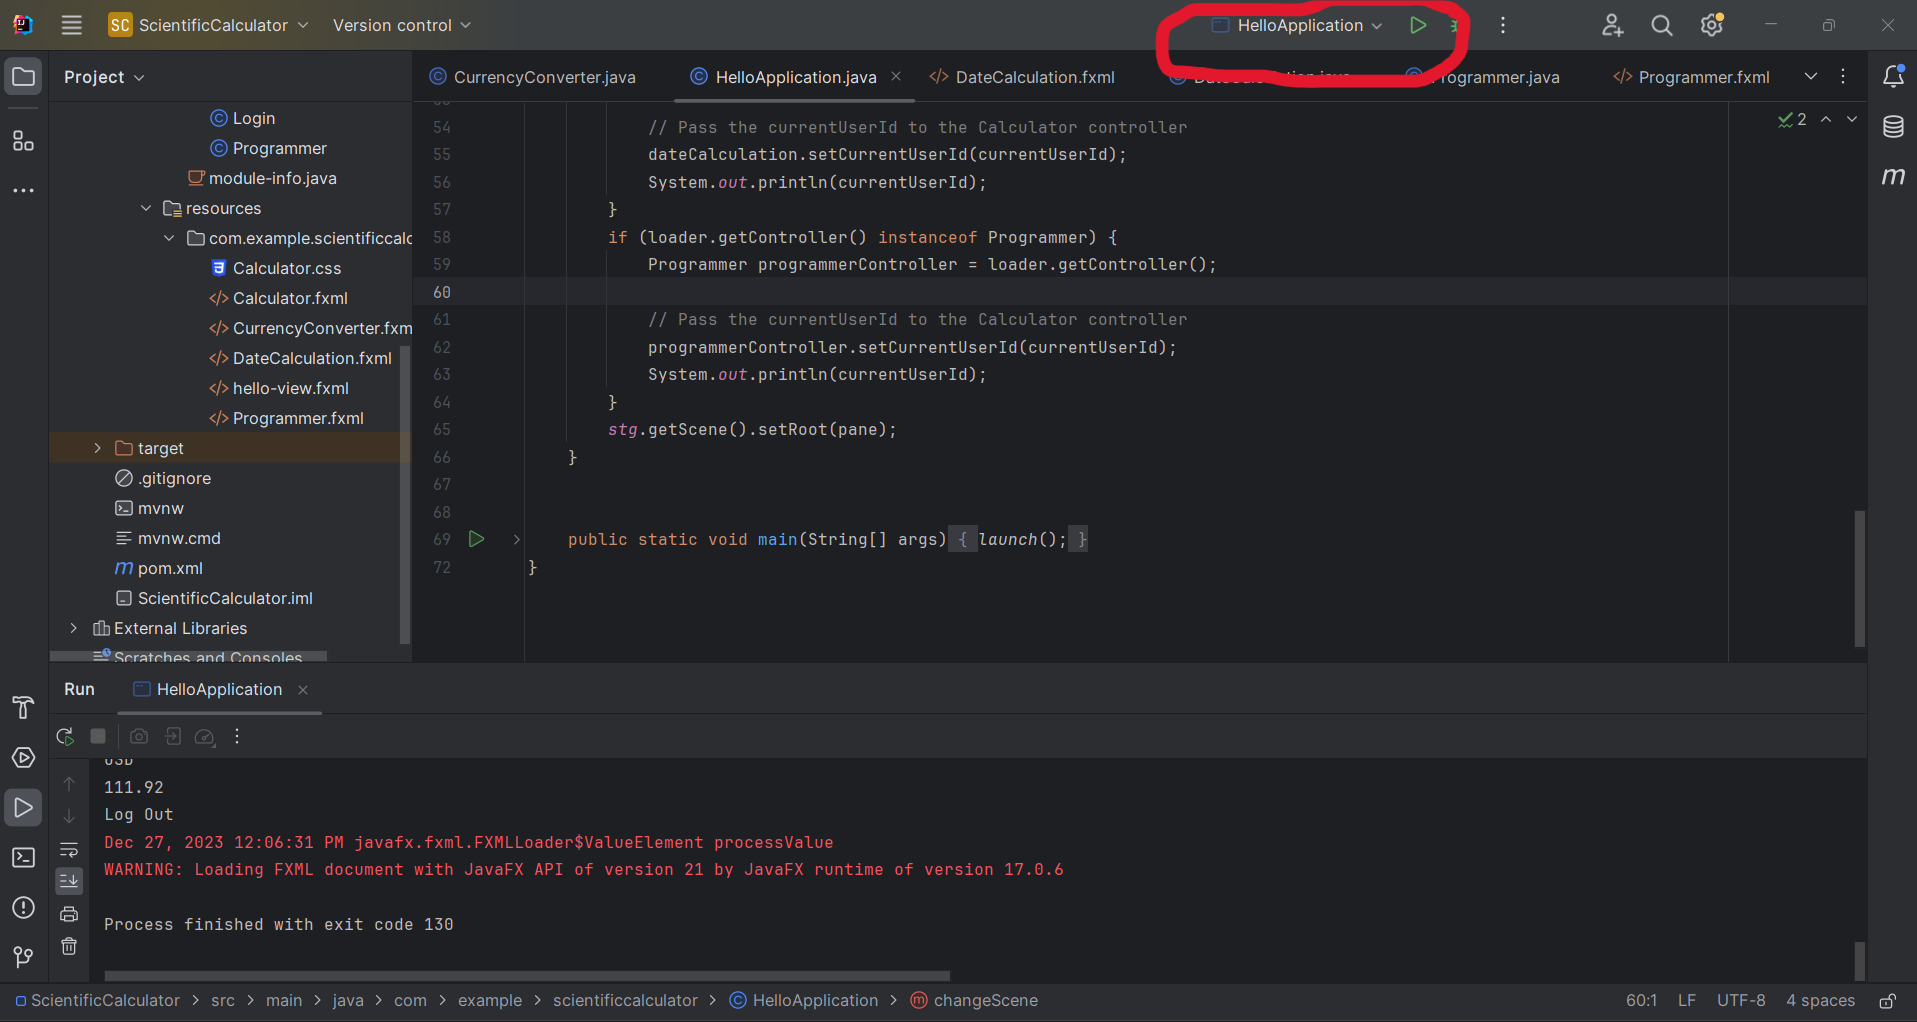 SC ScientificCalculator Version control HelloApplication
Project
CurrencyConverter.java HelloApplication.java DateCalculation.fxml Programmer.java Programmer.fxml
Login
Programmer
module-info.java
resources
com.example.scientificcalc
Calculator.css
Calculator.fxml
CurrencyConverter.fxm
DateCalculation.fxml
hello-view.fxml
Programmer.fxml
target
.gitignore
mvnw
mvnw.cmd
pom.xml
ScientificCalculator.iml
External Libraries
Scratches and Consoles
2
54 // Pass the currentUserId to the Calculator controller
55 dateCalculation.setCurrentUserId(currentUserId);
56 System.out.println(currentUserId);
57 }
58 if (loader.getController() instanceof Programmer) {
59 Programmer programmerController = loader.getController();
60
61 // Pass the currentUserId to the Calculator controller
62 programmerController.setCurrentUserId(currentUserId);
63 System.out.println(currentUserId);
64 }
65 stg.getScene().setRoot(pane);
66 }
67
68
69 public static void main(String[] args) { launch(); }
72 }
m
Run HelloApplication
USD
111.92
Log Out
Dec 27, 2023 12:06:31 PM javafx.fxml.FXMLLoader$ValueElement processValue
WARNING: Loading FXML document with JavaFX API of version 21 by JavaFX runtime of version 17.0.6
Process finished with exit code 130
ScientificCalculator > src > main > java > com > example > scientificcalculator > HelloApplication > changeScene 60:1 LF UTF-8 4 spaces